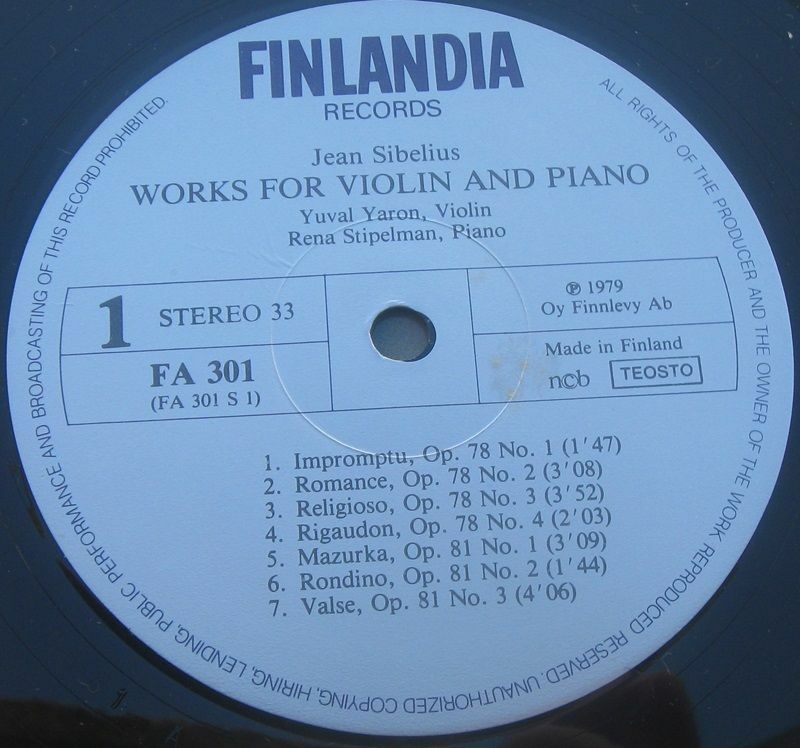 FINLANDIA
RECORDS
Jean Sibelius
WORKS FOR VIOLIN AND PIANO
Yuval Yaron, Violin
Rena Stipelman, Piano
1 STEREO 33
FA 301
(FA 301 S 1)
℗ 1979
Oy Finnlevy Ab
Made in Finland
ncb TEOSTO
1. Impromptu, Op. 78 No. 1 (1'47)
2. Romance, Op. 78 No. 2 (3'08)
3. Religioso, Op. 78 No. 3 (3'52)
4. Rigaudon, Op. 78 No. 4 (2'03)
5. Mazurka, Op. 81 No. 1 (3'09)
6. Rondino, Op. 81 No. 2 (1'44)
7. Valse, Op. 81 No. 3 (4'06)
ALL RIGHTS OF THE PRODUCER AND THE OWNER OF THE WORK REPRODUCED RESERVED. UNAUTHORIZED COPYING, HIRING, LENDING, PUBLIC PERFORMANCE AND BROADCASTING OF THIS RECORD PROHIBITED.